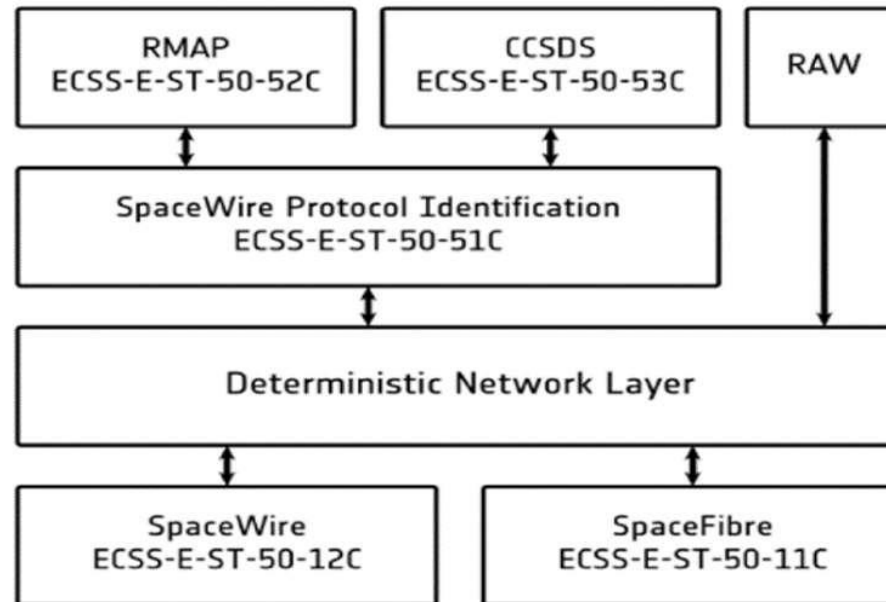 RMAP
ECSS-E-ST-50-52C
CCSDS
ECSS-E-ST-50-53C
RAW
SpaceWire Protocol Identification
ECSS-E-ST-50-51C
Deterministic Network Layer
SpaceWire
ECSS-E-ST-50-12C
SpaceFibre
ECSS-E-ST-50-11C